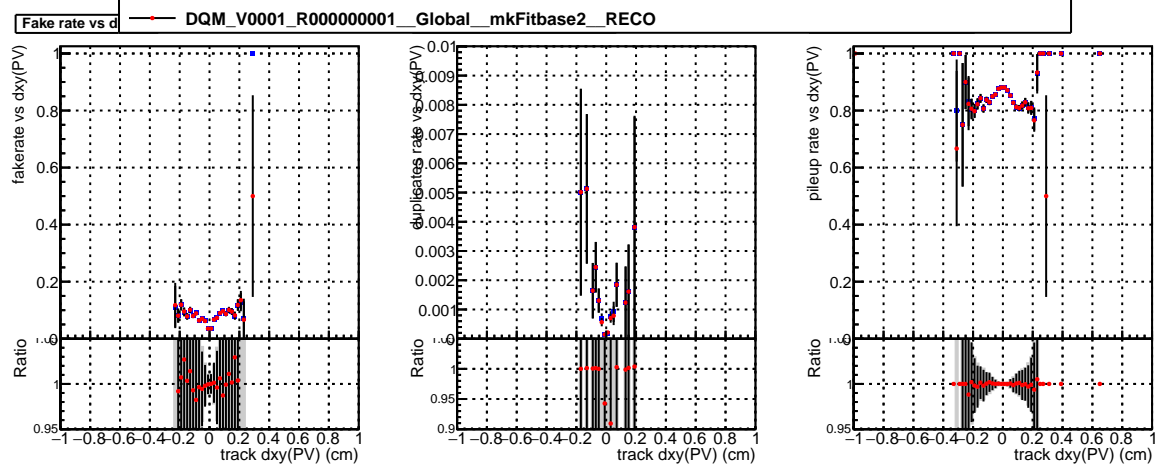 Fake rate vs d
DQM_V0001_R000000001__Global__mkFitbase2__RECO
fakerate vs dxy(PV)
1
0.8
0.6
0.4
0.2
0
Ratio
1
0.95
−1 −0.8 −0.6 −0.4 −0.2 0 0.2 0.4 0.6 0.8 1
track dxy(PV) (cm)
duplicates rate vs dxy(PV)
0.01
0.009
0.008
0.007
0.006
0.005
0.004
0.003
0.002
0.001
0
Ratio
1
0.95
0.9
−1 −0.8 −0.6 −0.4 −0.2 0 0.2 0.4 0.6 0.8 1
track dxy(PV) (cm)
pileup rate vs dxy(PV)
1
0.8
0.6
0.4
0.2
0
Ratio
1
0.95
−1 −0.8 −0.6 −0.4 −0.2 0 0.2 0.4 0.6 0.8 1
track dxy(PV) (cm)